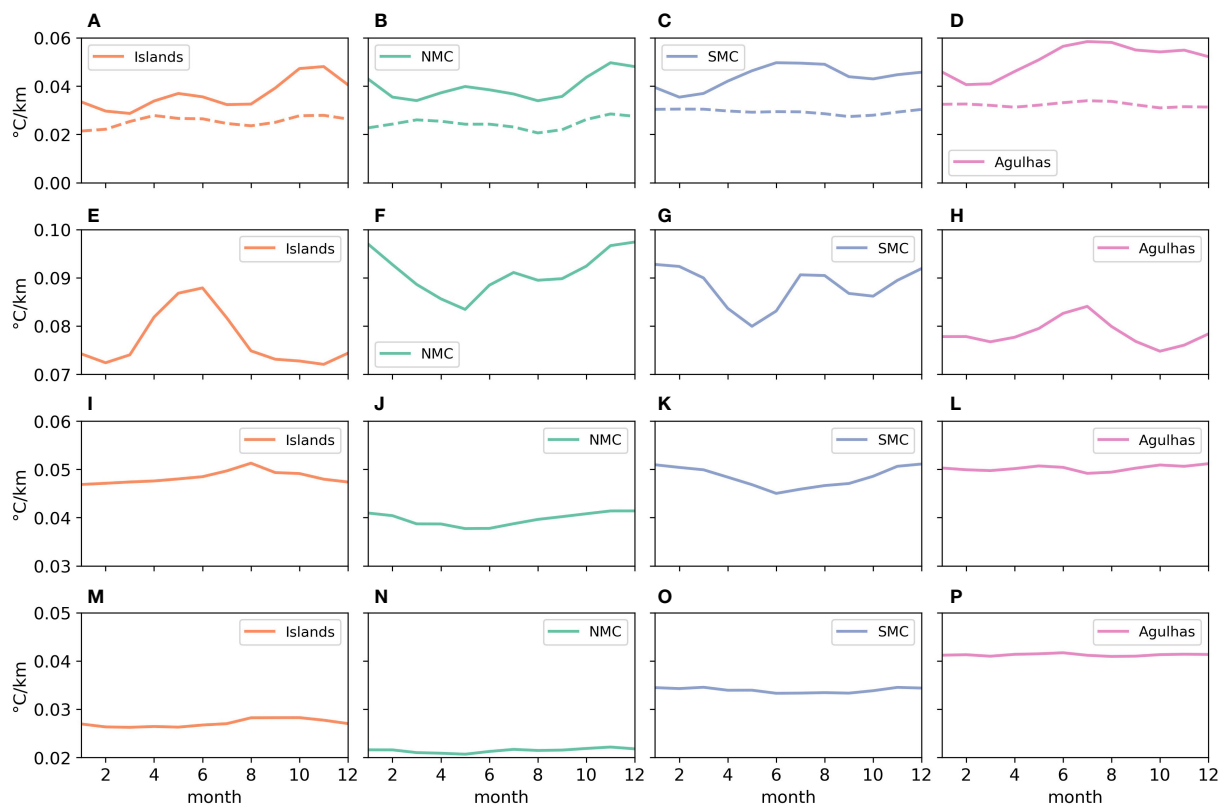 A B C D
0.06
Islands NMC SMC
0.04
°C/km
0.02
Agulhas
0.00
E F G H
0.10
Islands SMC Agulhas
0.09
°C/km
0.08
NMC
0.07
I J K L
0.06
Islands NMC SMC Agulhas
0.05
°C/km
0.04
0.03
M N O P
0.05
Islands NMC SMC Agulhas
0.04
°C/km
0.03
0.02
2 4 6 8 10 12 2 4 6 8 10 12 2 4 6 8 10 12 2 4 6 8 10 12
month month month month